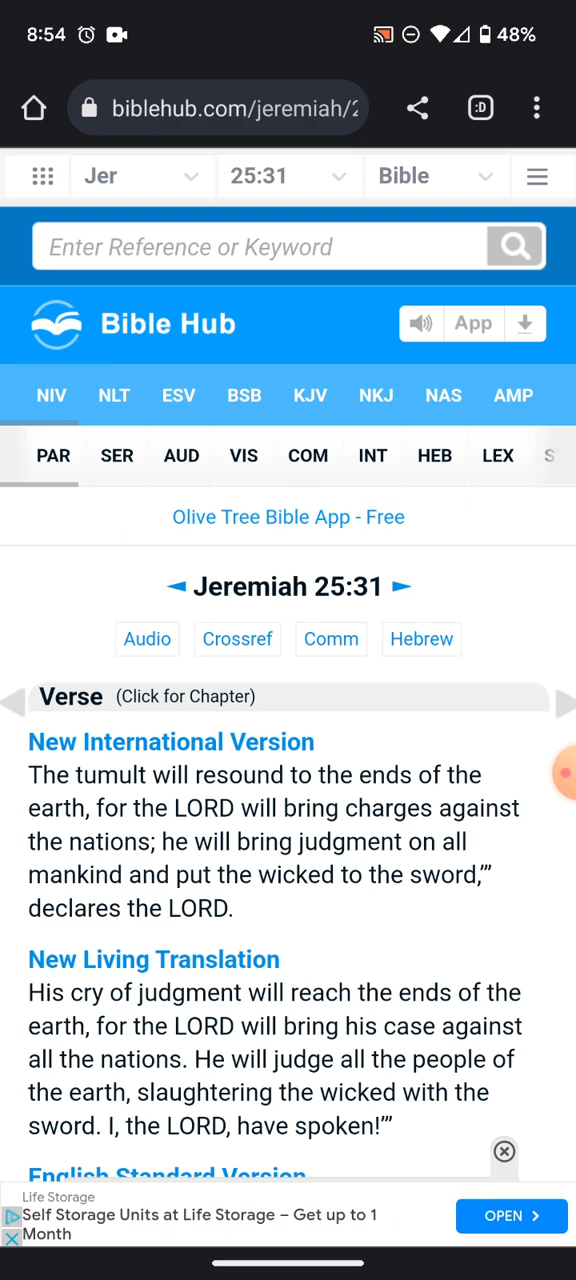 8:54 48%
biblehub.com/jeremiah/2 :D
Jer 25:31 Bible
Enter Reference or Keyword
Bible Hub App
NIV NLT ESV BSB KJV NKJ NAS AMP
PAR SER AUD VIS COM INT HEB LEX S
Olive Tree Bible App - Free
◄ Jeremiah 25:31 ►
Audio Crossref Comm Hebrew
Verse (Click for Chapter)
New International Version
The tumult will resound to the ends of the
earth, for the LORD will bring charges against
the nations; he will bring judgment on all
mankind and put the wicked to the sword,’”
declares the LORD.
New Living Translation
His cry of judgment will reach the ends of the
earth, for the LORD will bring his case against
all the nations. He will judge all the people of
the earth, slaughtering the wicked with the
sword. I, the LORD, have spoken!’”
English Standard Version
Life Storage
Self Storage Units at Life Storage – Get up to 1
Month
OPEN >